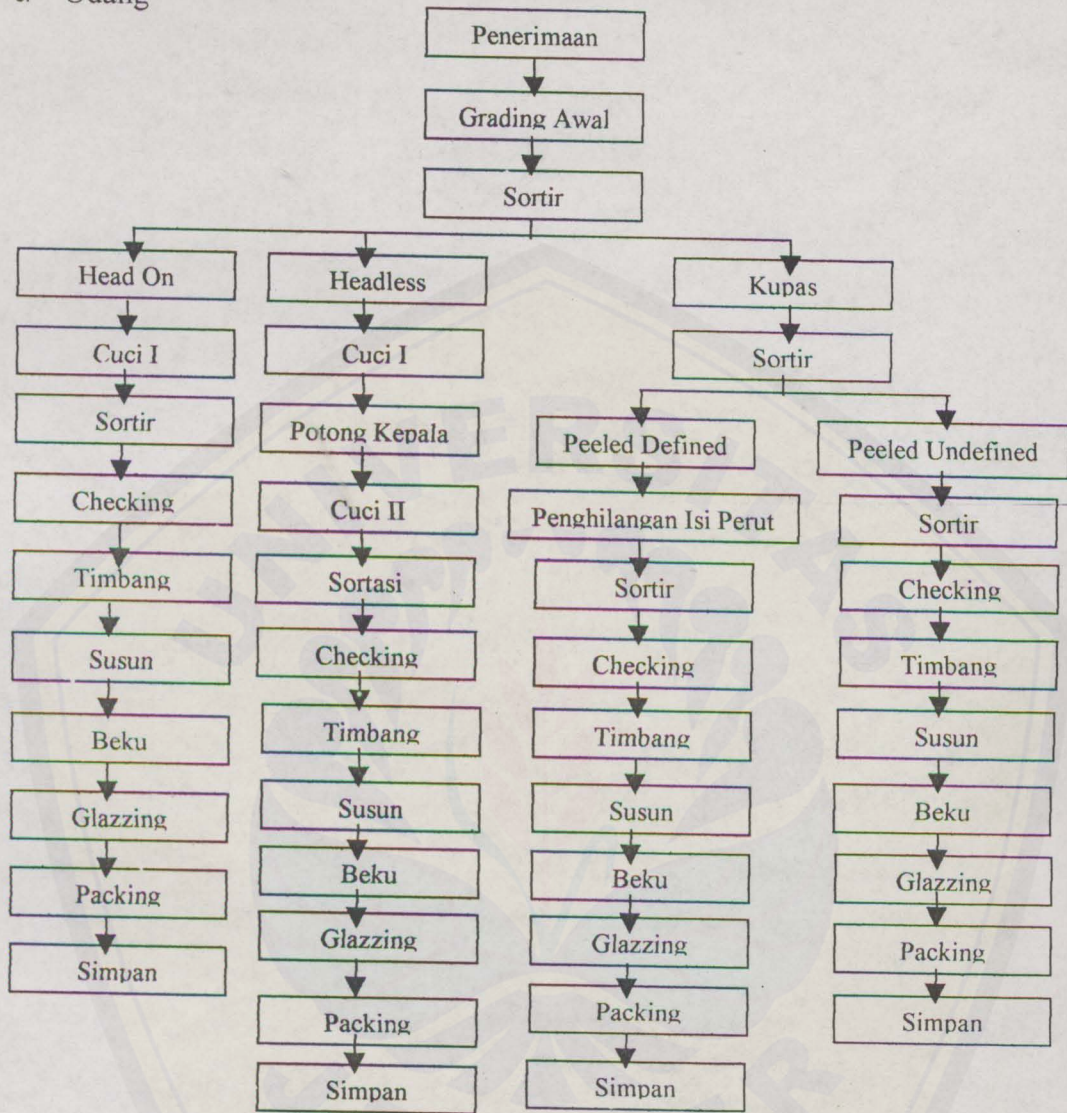 Udang
Penerimaan
Grading Awal
Sortir
Head On
Cuci I
Sortir
Checking
Timbang
Susun
Beku
Glazzing
Packing
Simpan
Headless
Cuci I
Potong Kepala
Cuci II
Sortasi
Checking
Timbang
Susun
Beku
Glazzing
Packing
Simpan
Kupas
Sortir
Peeled Defined
Penghilangan Isi Perut
Sortir
Checking
Timbang
Susun
Beku
Glazzing
Packing
Simpan
Peeled Undefined
Sortir
Checking
Timbang
Susun
Beku
Glazzing
Packing
Simpan
UNIVERSITAS